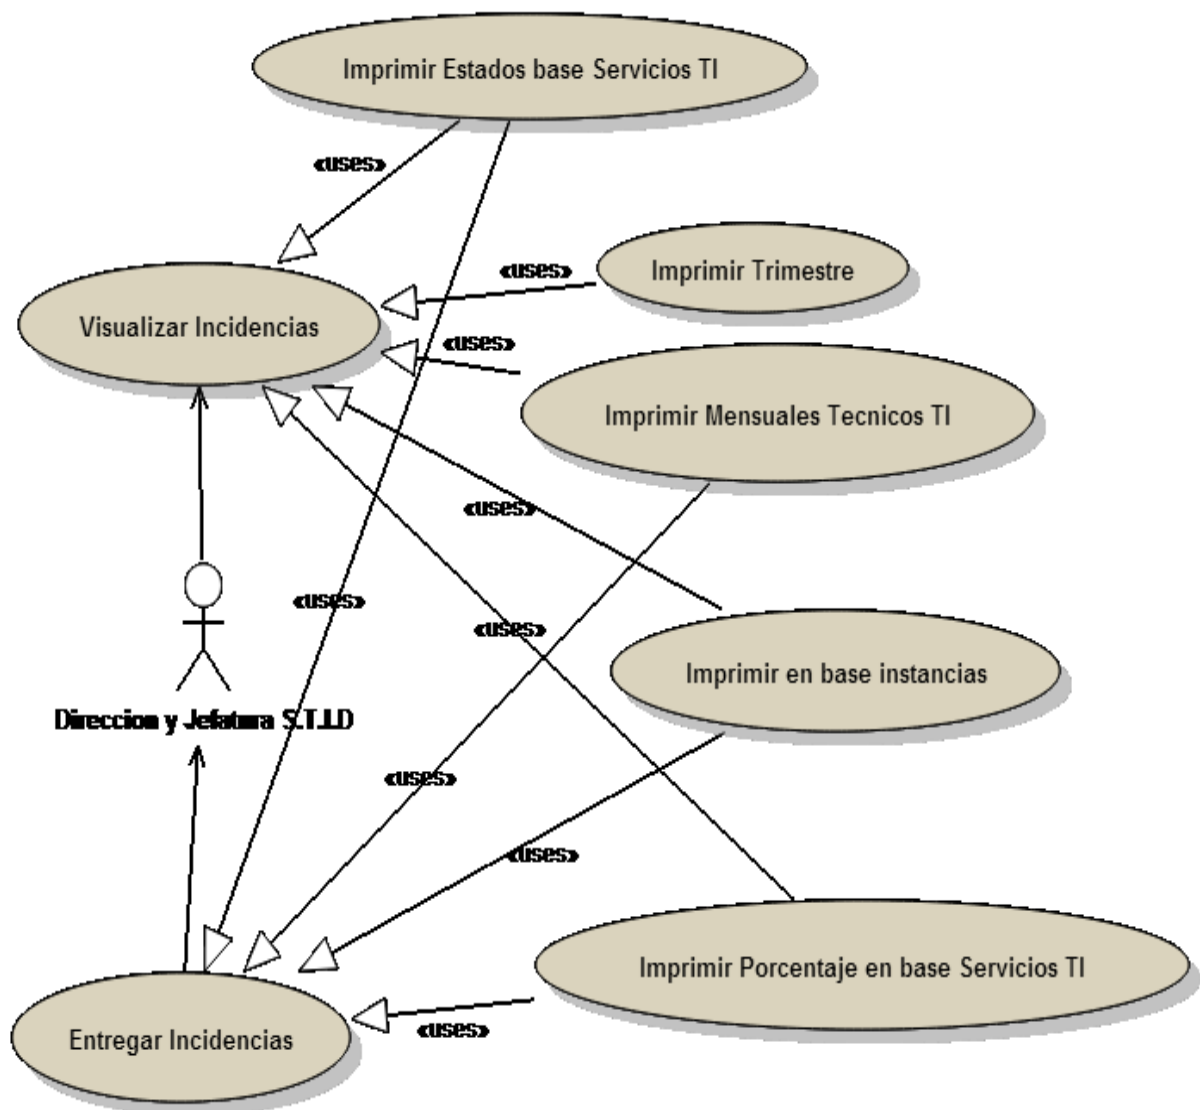 Imprimir Estados base Servicios TI
«uses»
«uses»
Imprimir Trimestre
Visualizar Incidencias
«uses»
Imprimir Mensuales Tecnicos TI
«uses»
«uses»
«uses»
Imprimir en base instancias
Direccion y Jefatura S.T.I.D
«uses»
«uses»
Imprimir Porcentaje en base Servicios TI
«uses»
Entregar Incidencias